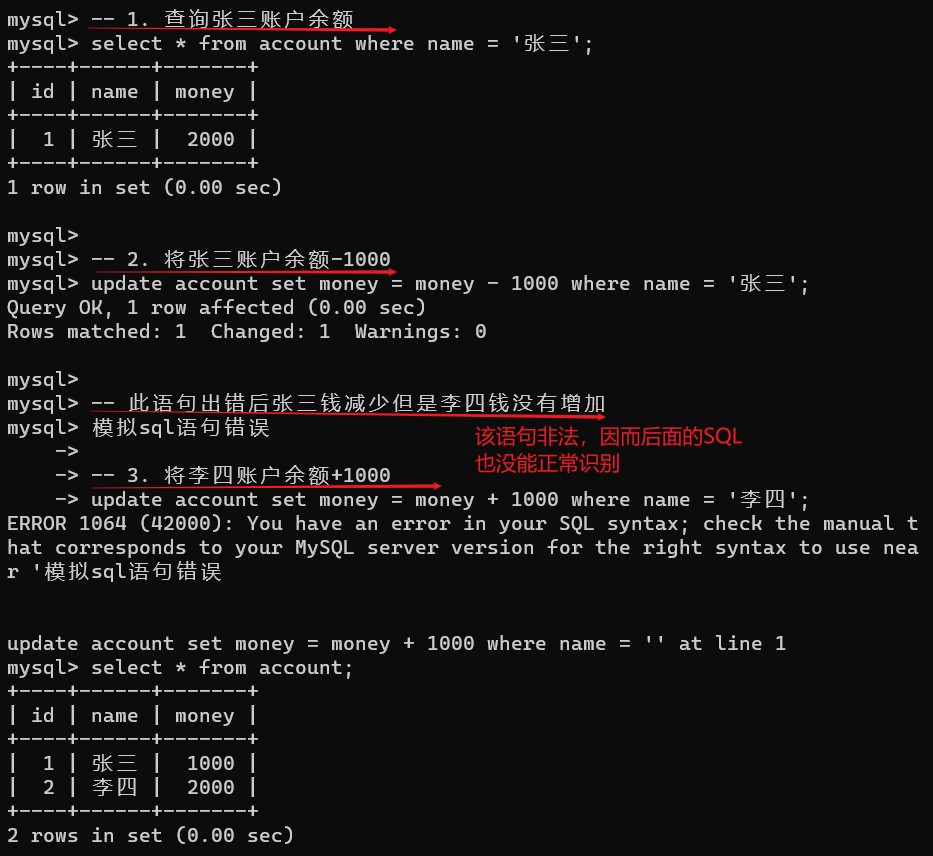 mysql> -- 1. 查询张三账户余额
mysql> select * from account where name = '张三';
+----+------+-------+
| id | name | money |
+----+------+-------+
|  1 | 张三 |  2000 |
+----+------+-------+
1 row in set (0.00 sec)
mysql>
mysql> -- 2. 将张三账户余额-1000
mysql> update account set money = money - 1000 where name = '张三';
Query OK, 1 row affected (0.00 sec)
Rows matched: 1  Changed: 1  Warnings: 0
mysql>
mysql> -- 此语句出错后张三钱减少但是李四钱没有增加
mysql> 模拟sql语句错误
该语句非法，因而后面的SQL
    ->
也没能正常识别
    -> -- 3. 将李四账户余额+1000
    -> update account set money = money + 1000 where name = '李四';
ERROR 1064 (42000): You have an error in your SQL syntax; check the manual t
hat corresponds to your MySQL server version for the right syntax to use nea
r '模拟sql语句错误
update account set money = money + 1000 where name = '' at line 1
mysql> select * from account;
+----+------+-------+
| id | name | money |
+----+------+-------+
|  1 | 张三 |  1000 |
|  2 | 李四 |  2000 |
+----+------+-------+
2 rows in set (0.00 sec)